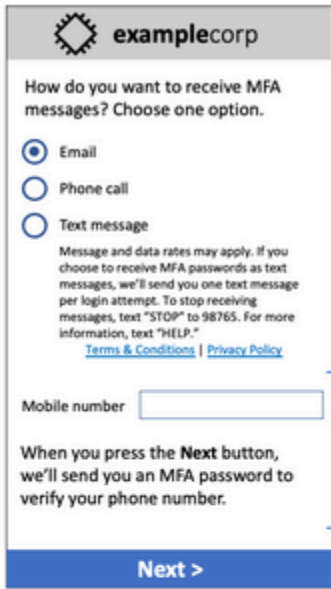 examplecorp
How do you want to receive MFA
messages? Choose one option.
Email
Phone call
Text message
Message and data rates may apply. If you
choose to receive MFA passwords as text
messages, we'll send you one text message
per login attempt. To stop receiving
messages, text "STOP" to 98765. For more
information, text "HELP."
Terms & Conditions | Privacy Policy
Mobile number
When you press the Next button,
we'll send you an MFA password to
verify your phone number.
Next >